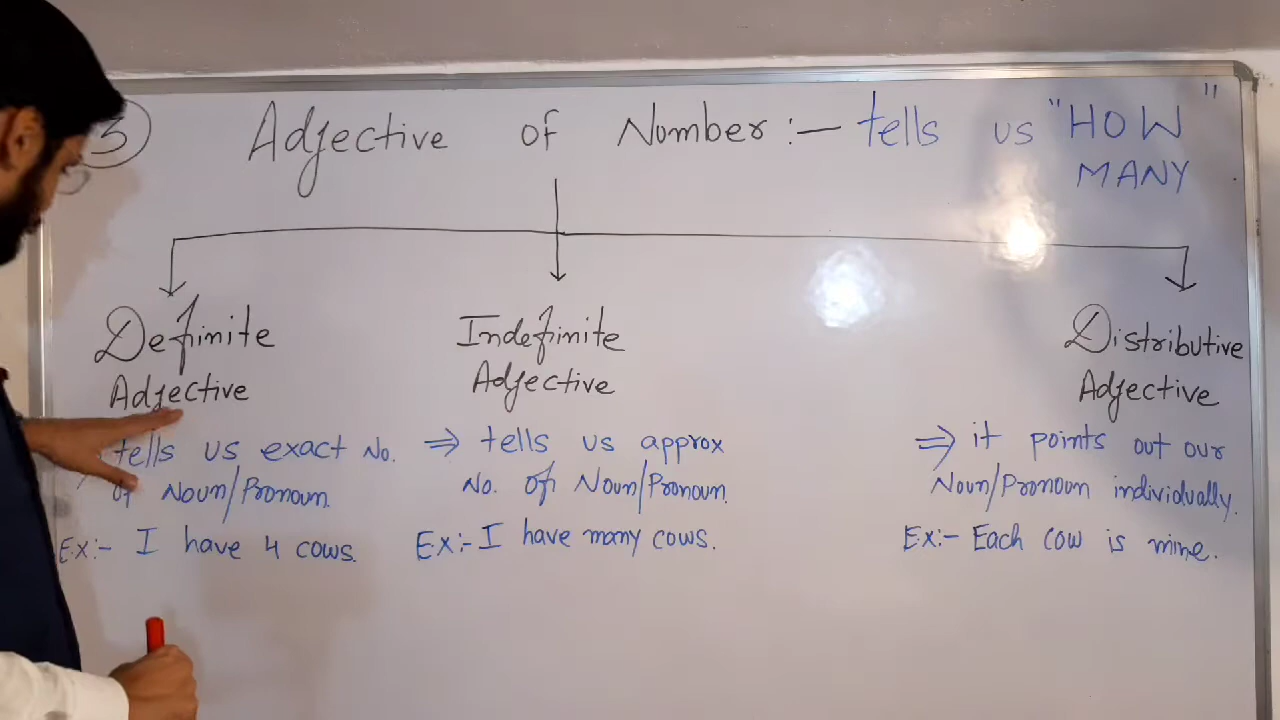 3
Adjective of Number :— tells us "HOW MANY"
Definite Adjective
tells us exact No.
of Noun/Pronoun.
Ex:- I have 4 cows.
Indefinite Adjective
⇒ tells us approx
No. of Noun/Pronoun.
Ex:- I have many cows.
Distributive Adjective
⇒ it points out our
Noun/Pronoun individually.
Ex:- Each cow is mine.